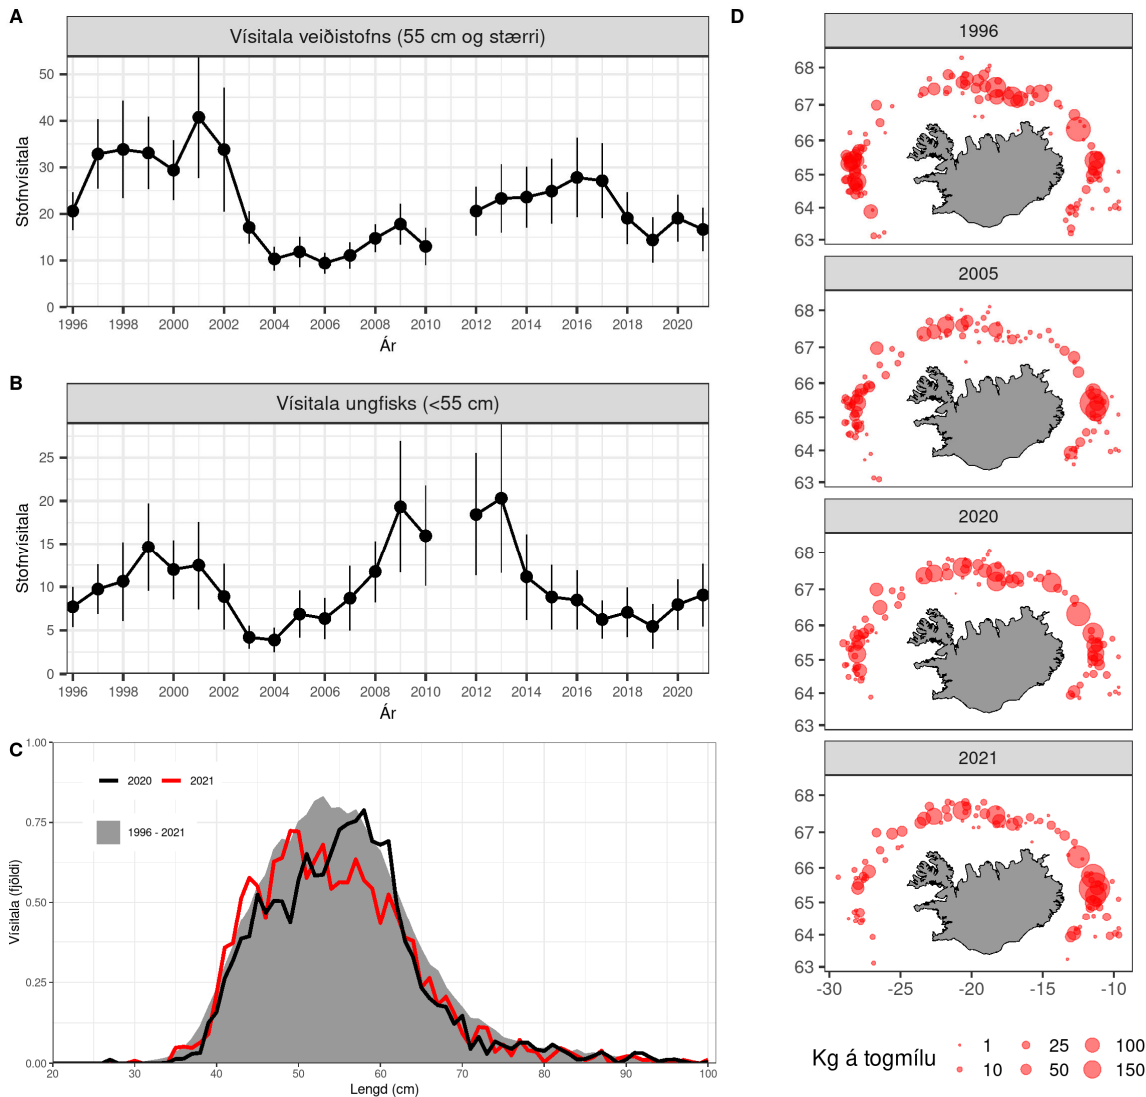 A
Vísitala veiðistofns (55 cm og stærri)
Stofnvísitala
50
40
30
20
10
0
1996 1998 2000 2002 2004 2006 2008 2010 2012 2014 2016 2018 2020
Ár
B
Vísitala ungfisks (<55 cm)
Stofnvísitala
25
20
15
10
5
0
1996 1998 2000 2002 2004 2006 2008 2010 2012 2014 2016 2018 2020
Ár
C
2020 2021
1996 - 2021
Vísitala (fjöldi)
1.00
0.75
0.50
0.25
0.00
20 30 40 50 60 70 80 90 100
Lengd (cm)
D
1996
68
67
66
65
64
63
2005
68
67
66
65
64
63
2020
68
67
66
65
64
63
2021
68
67
66
65
64
63
-30 -25 -20 -15 -10
Kg á togmílu
1 25 100
10 50 150